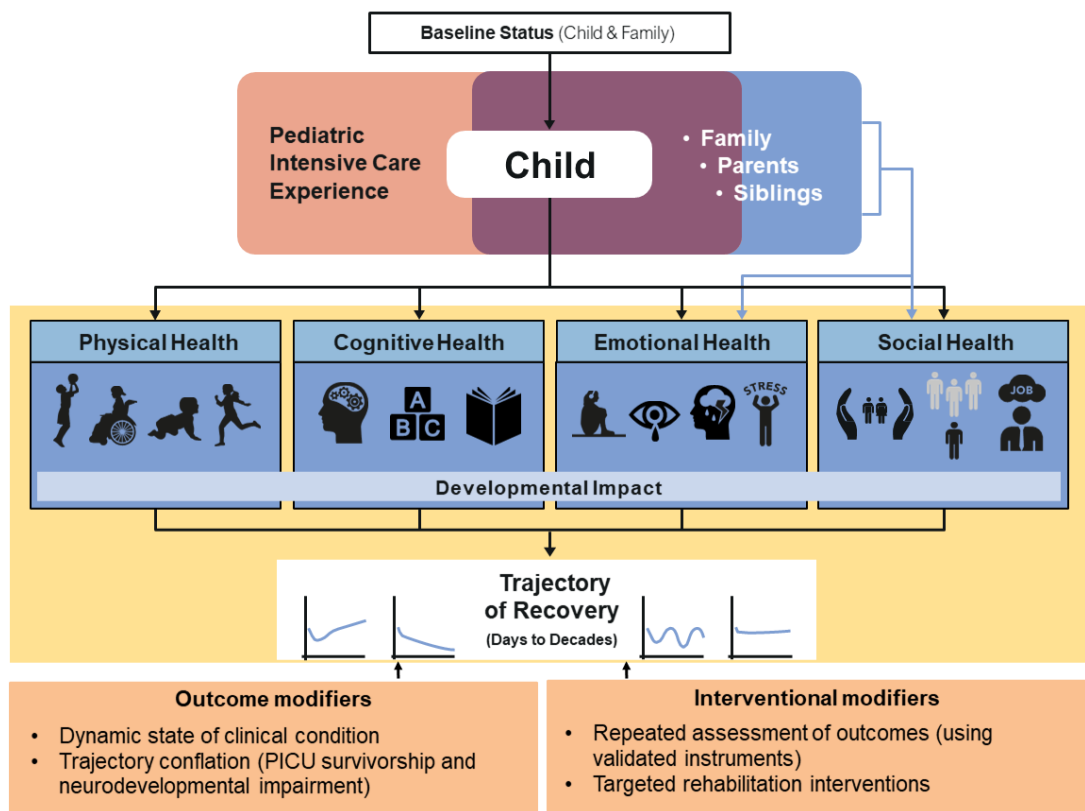 Baseline Status (Child & Family)
Pediatric
Intensive Care
Experience
Child
• Family
• Parents
• Siblings
Physical Health
Cognitive Health
Emotional Health
Social Health
A
B C
STRESS
JOB
Developmental Impact
Trajectory
of Recovery
(Days to Decades)
Outcome modifiers
• Dynamic state of clinical condition
• Trajectory conflation (PICU survivorship and
neurodevelopmental impairment)
Interventional modifiers
• Repeated assessment of outcomes (using
validated instruments)
• Targeted rehabilitation interventions